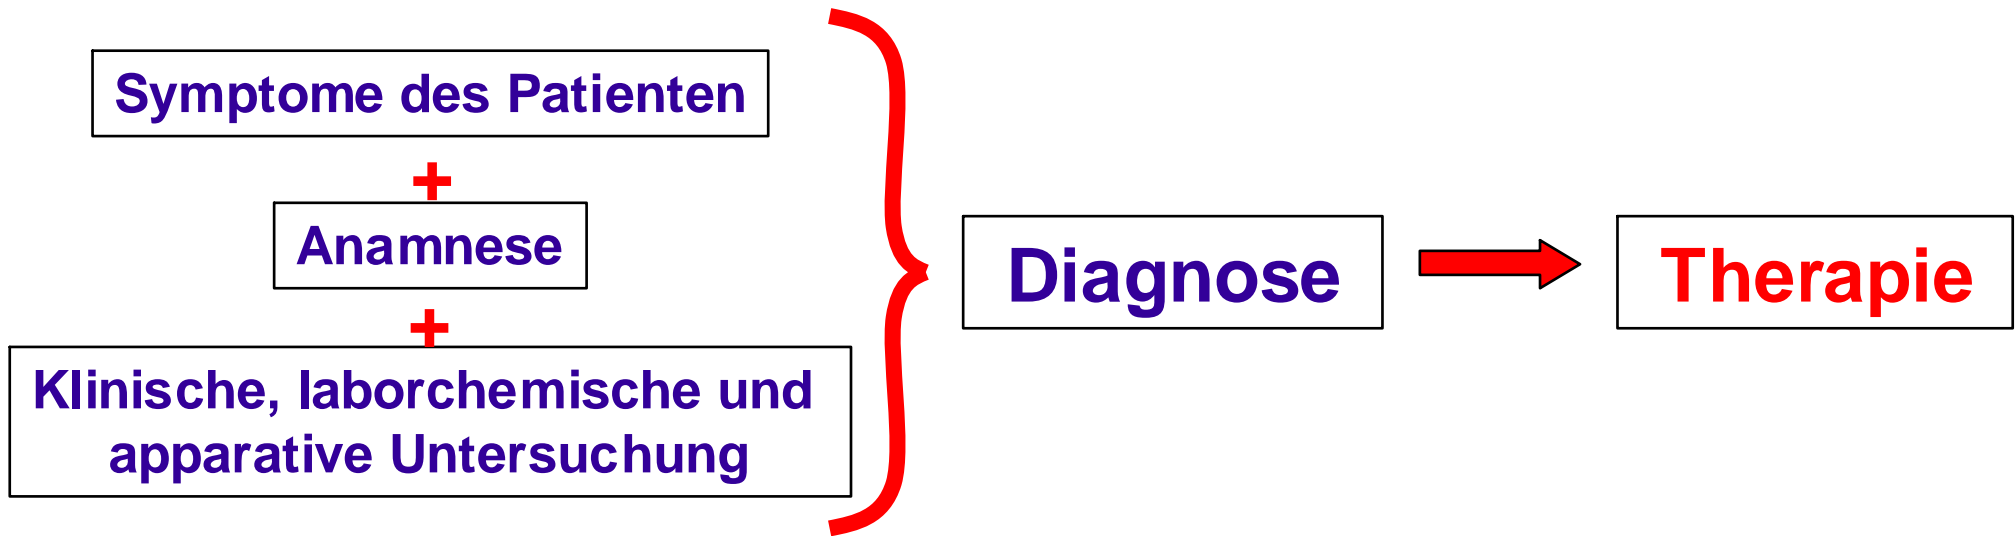 Symptome des Patienten
+
Anamnese
+
Klinische, laborchemische und
apparative Untersuchung
Diagnose
Therapie